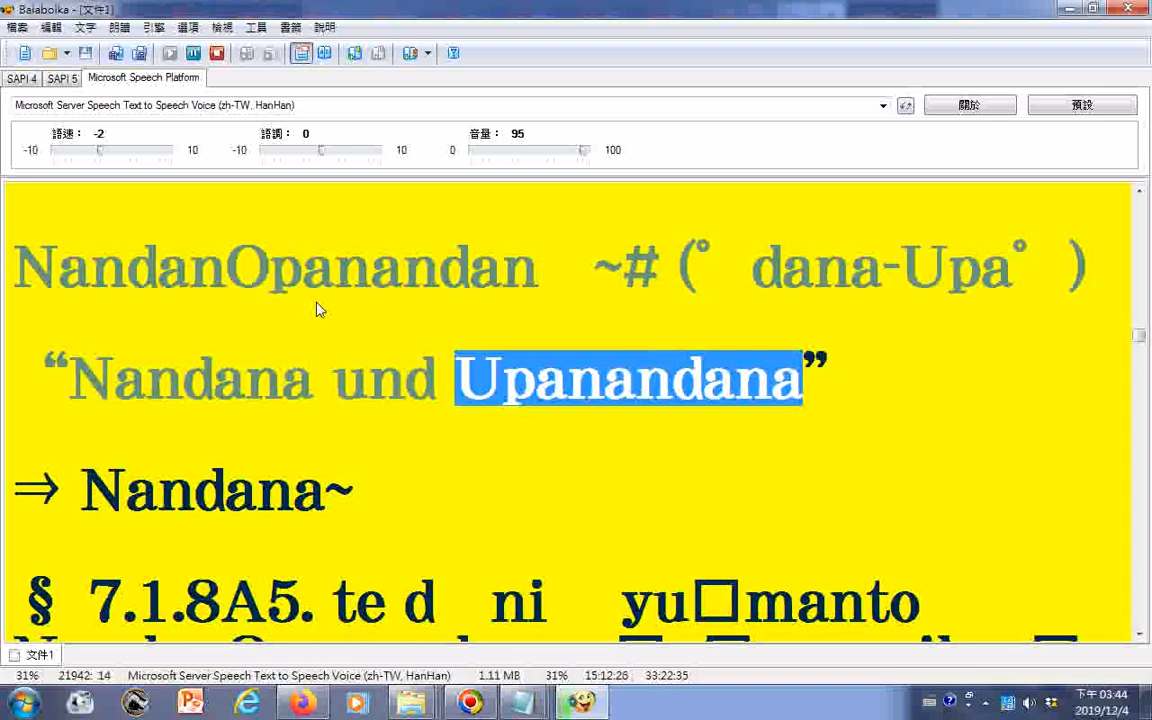 Balabolka - [文件1]
檔案 編輯 文字 朗讀 引擎 選項 檢視 工具 書籤 說明
SAPI 4 SAPI 5 Microsoft Speech Platform
Microsoft Server Speech Text to Speech Voice (zh-TW, HanHan) 關於 預設
語速： -2 語調： 0 音量： 95
-10 10 -10 10 0 100
NandanOpanandan ~# (° dana-Upa° )
“Nandana und Upanandana”
⇒ Nandana~
§ 7.1.8A5. te d ni yu□manto
文件1
31% 21942: 14 Microsoft Server Speech Text to Speech Voice (zh-TW, HanHan) 1.11 MB 31% 15:12:26 33:22:35
下午 03:44
2019/12/4